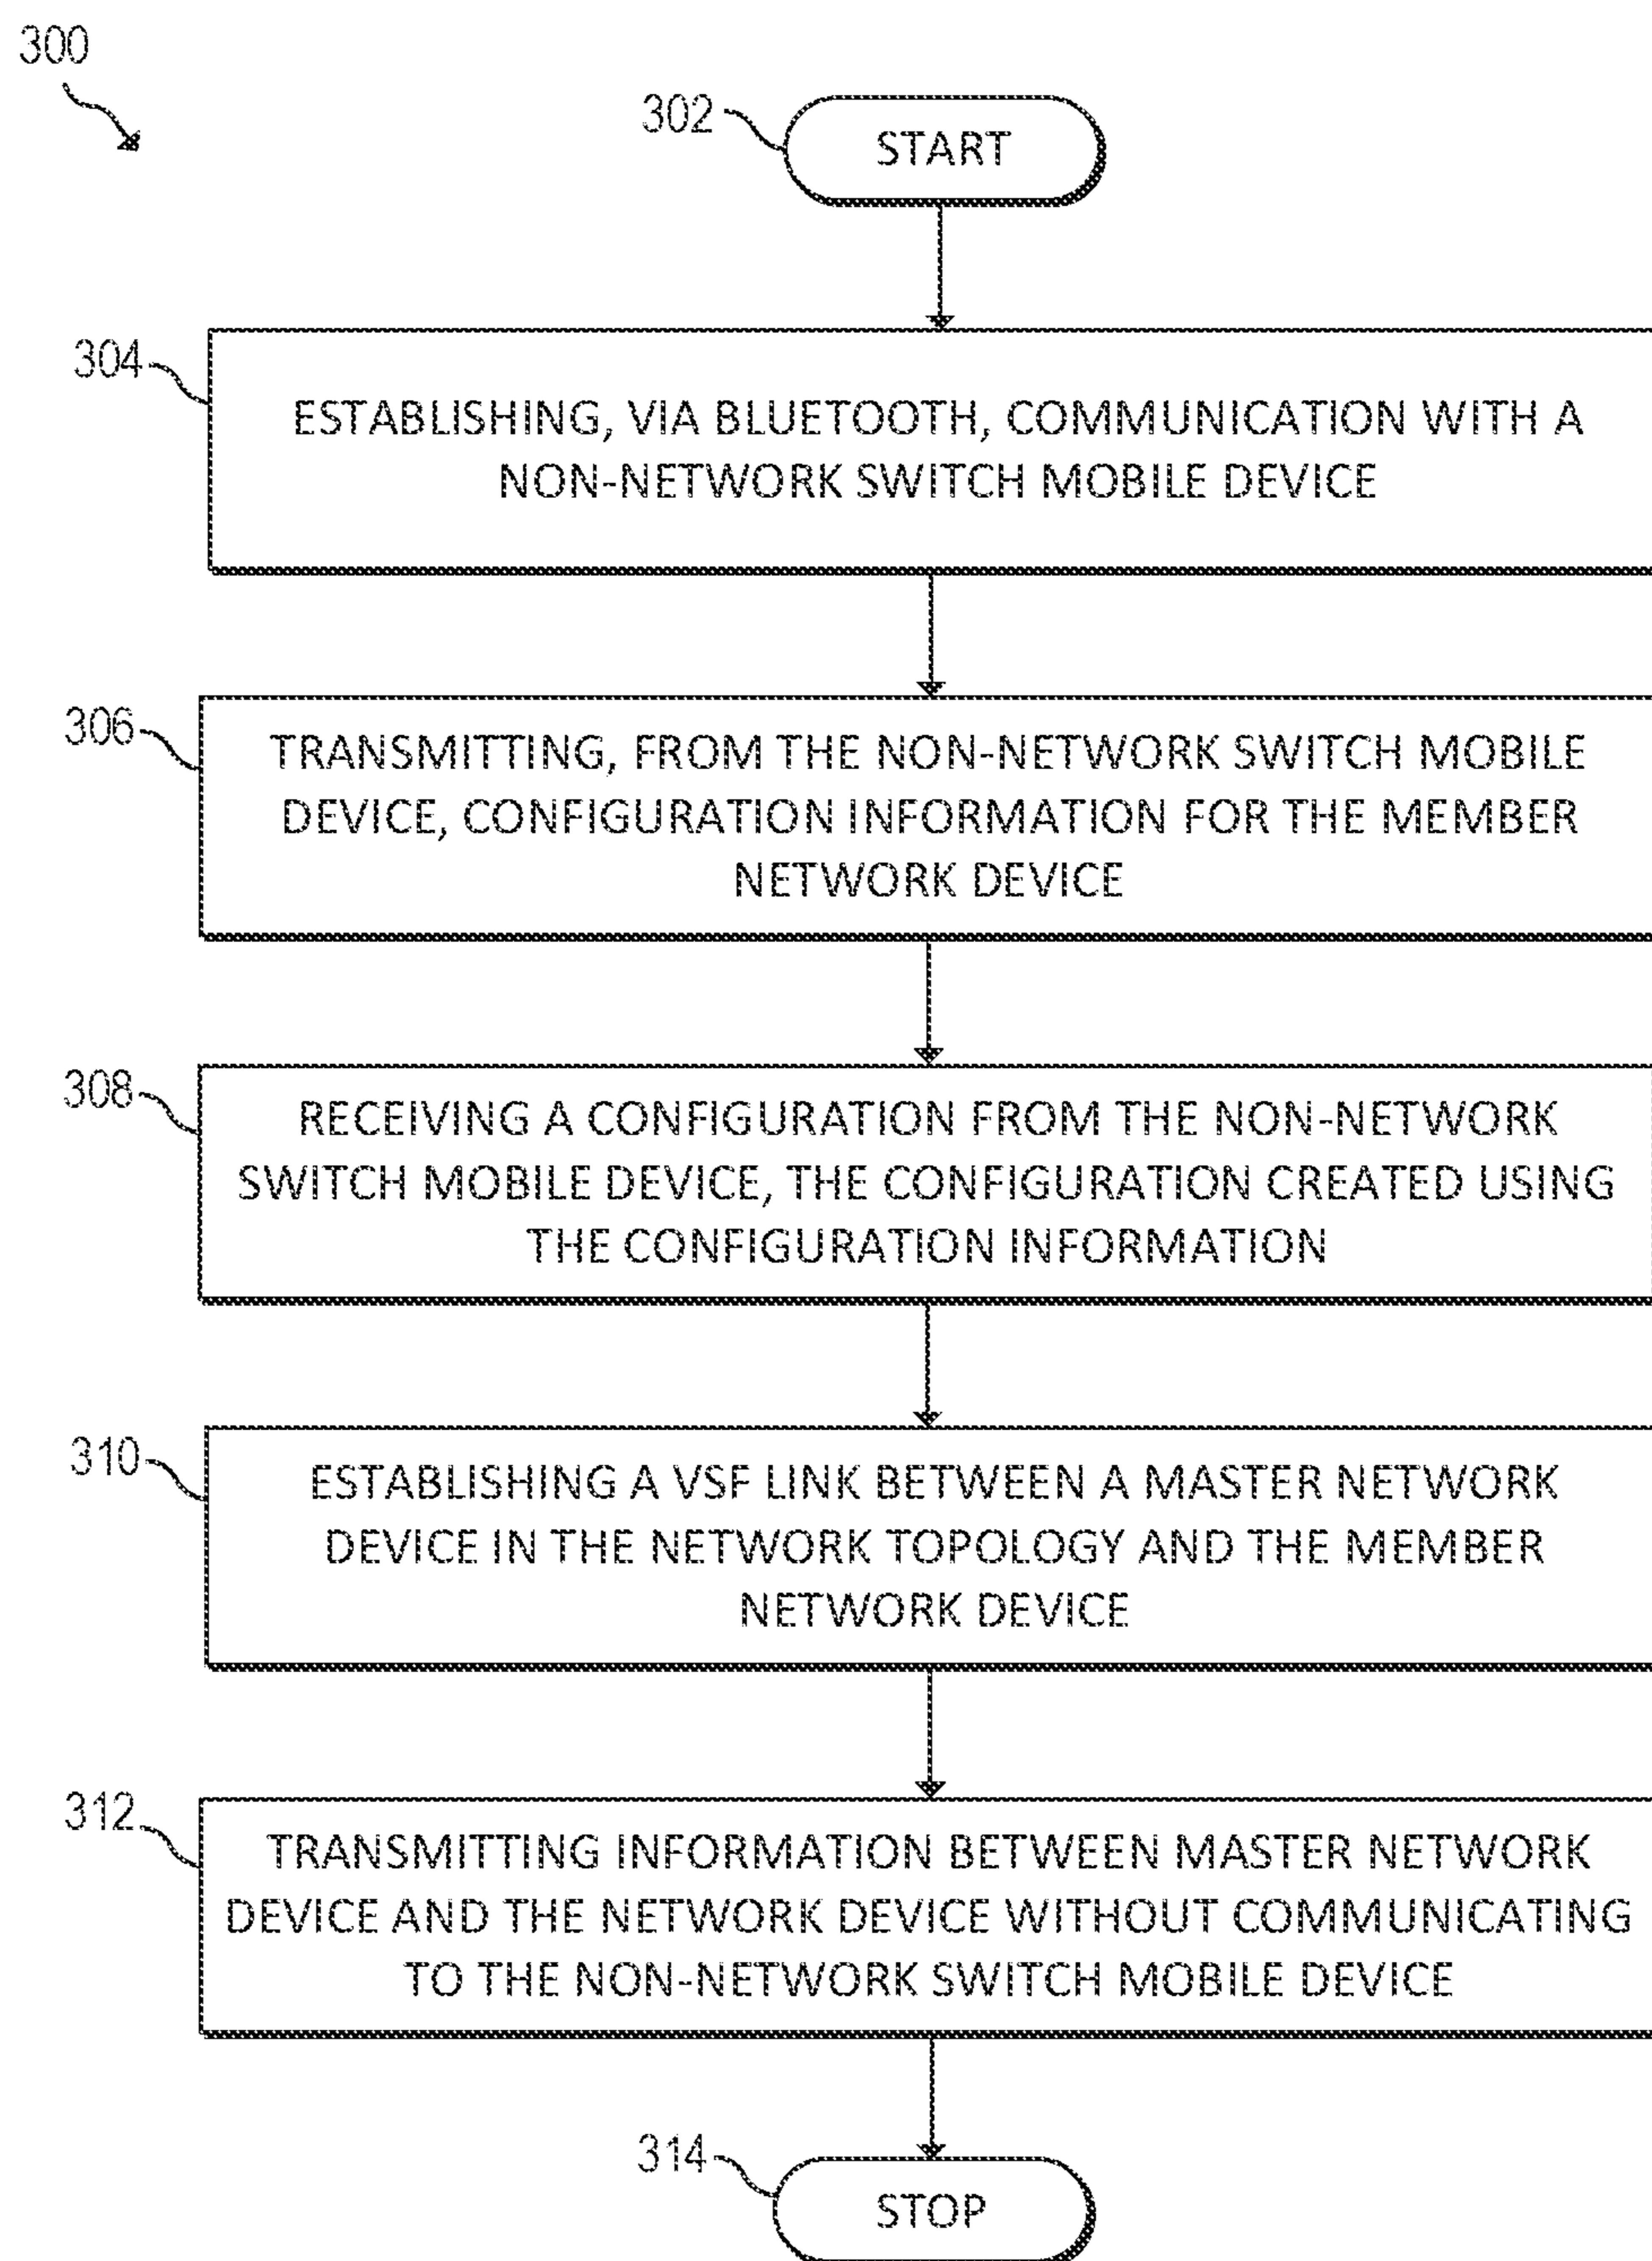 300
302
START
304
ESTABLISHING, VIA BLUETOOTH, COMMUNICATION WITH A
NON-NETWORK SWITCH MOBILE DEVICE
306
TRANSMITTING, FROM THE NON-NETWORK SWITCH MOBILE
DEVICE, CONFIGURATION INFORMATION FOR THE MEMBER
NETWORK DEVICE
308
RECEIVING A CONFIGURATION FROM THE NON-NETWORK
SWITCH MOBILE DEVICE, THE CONFIGURATION CREATED USING
THE CONFIGURATION INFORMATION
310
ESTABLISHING A VSF LINK BETWEEN A MASTER NETWORK
DEVICE IN THE NETWORK TOPOLOGY AND THE MEMBER
NETWORK DEVICE
312
TRANSMITTING INFORMATION BETWEEN MASTER NETWORK
DEVICE AND THE NETWORK DEVICE WITHOUT COMMUNICATING
TO THE NON-NETWORK SWITCH MOBILE DEVICE
314
STOP